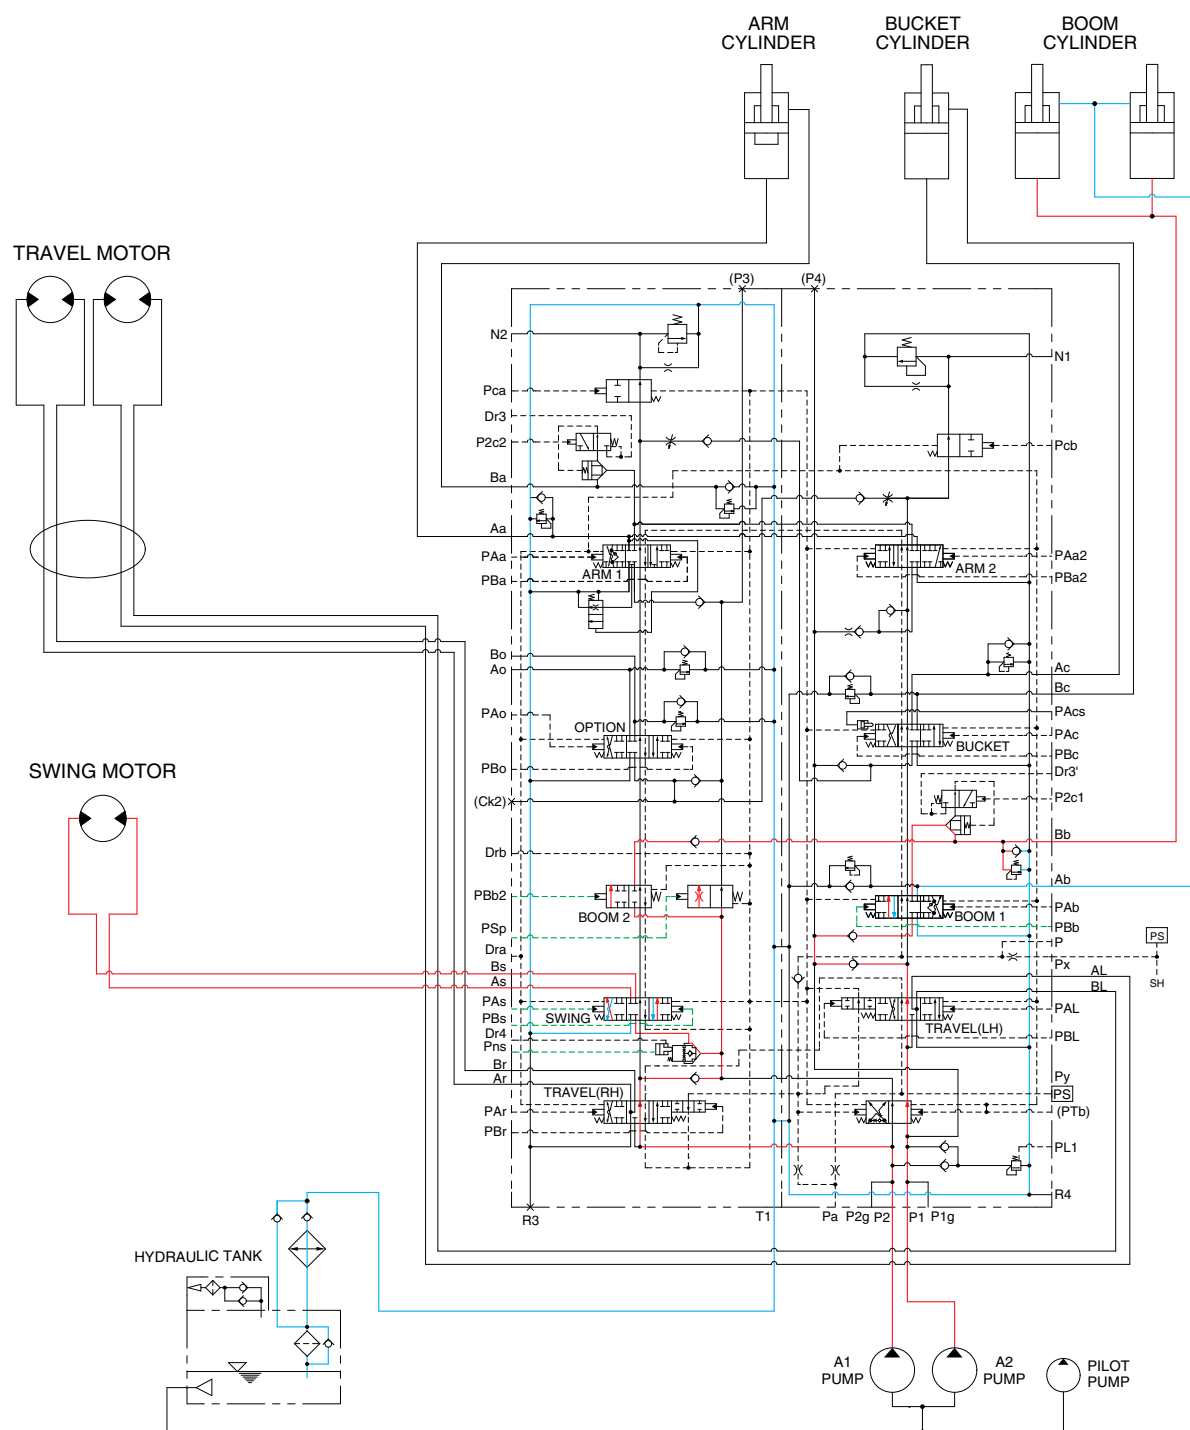 ARM
CYLINDER
BUCKET
CYLINDER
BOOM
CYLINDER
TRAVEL MOTOR
(P3)
(P4)
N2
N1
Pca
Dr3
P2c2
Pcb
Ba
Aa
PAa
ARM 1
PBa
ARM 2
PAa2
PBa2
Bo
Ao
Ac
Bc
PAo
OPTION
PBo
PAcs
PAc
BUCKET
PBc
Dr3'
SWING MOTOR
(Ck2)
P2c1
Bb
Drb
PBb2
BOOM 2
PSp
Ab
BOOM 1
PAb
PBb
P
PS
Dra
Bs
As
Px
AL
BL
SH
PAs
PBs
SWING
Dr4
Pns
PAL
TRAVEL(LH)
PBL
Br
Ar
TRAVEL(RH)
PAr
PBr
Py
PS
(PTb)
PL1
R4
R3
T1
Pa
P2g
P2
P1
P1g
HYDRAULIC TANK
A1
PUMP
A2
PUMP
PILOT
PUMP